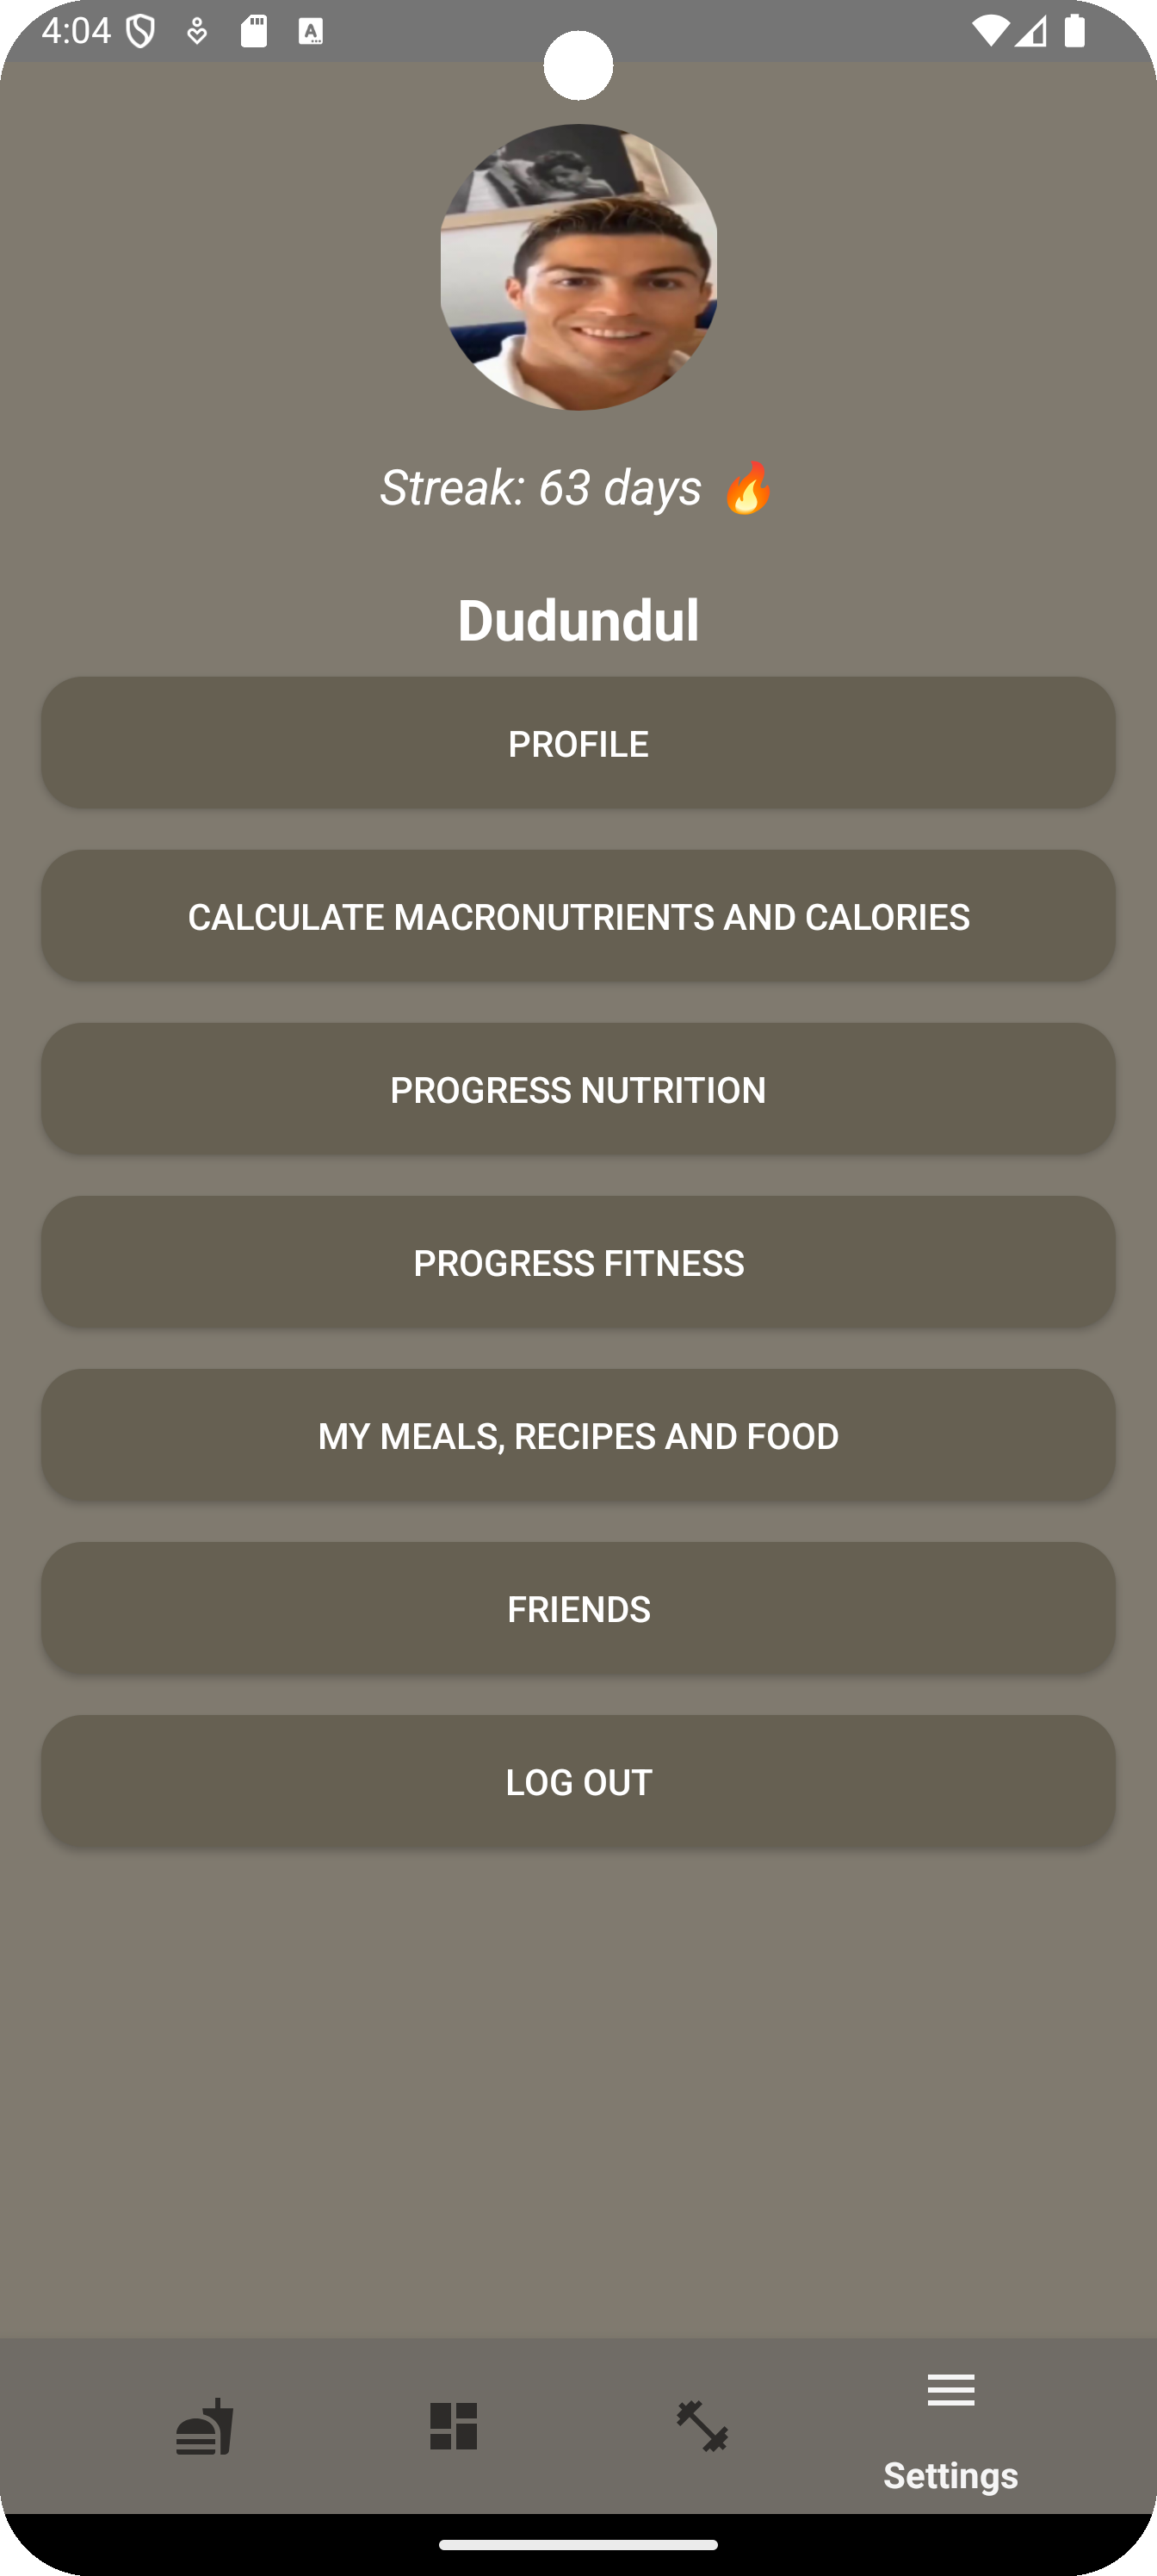 4:04
Streak: 63 days 🔥
Dudundul
PROFILE
CALCULATE MACRONUTRIENTS AND CALORIES
PROGRESS NUTRITION
PROGRESS FITNESS
MY MEALS, RECIPES AND FOOD
FRIENDS
LOG OUT
Settings